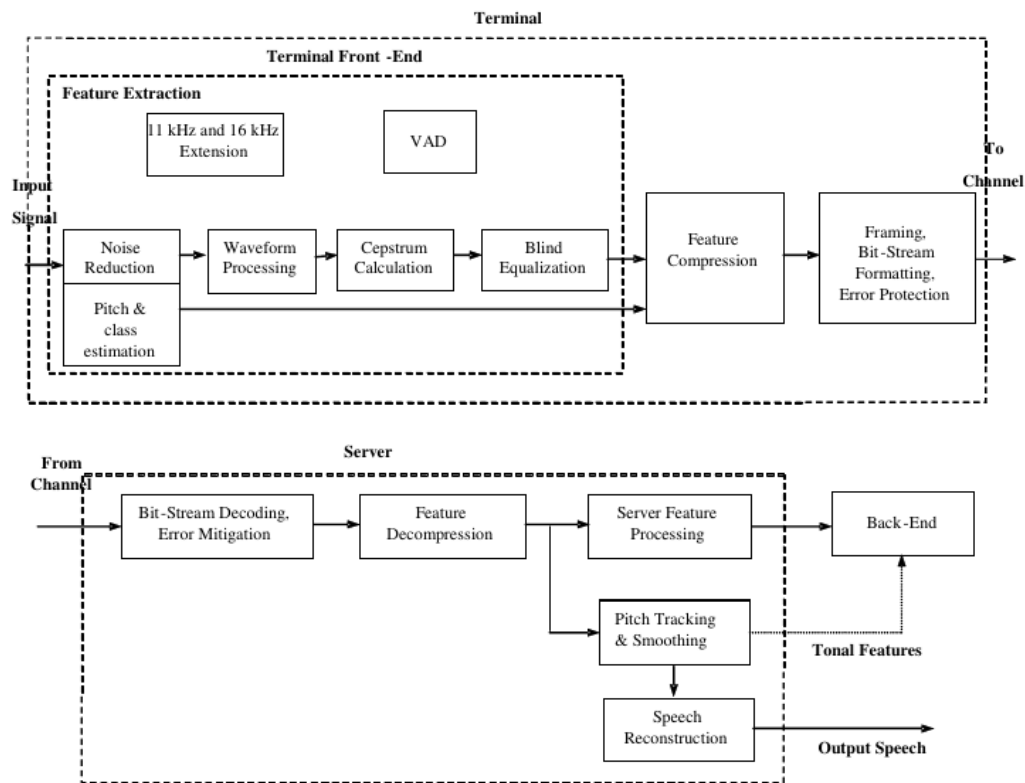 Terminal
Terminal Front -End
Feature Extraction
11 kHz and 16 kHz
Extension
VAD
To
Channel
Input
Signal
Noise
Reduction
Waveform
Processing
Cepstrum
Calculation
Blind
Equalization
Feature
Compression
Framing,
Bit-Stream
Formatting,
Error Protection
Pitch &
class
estimation
Server
From
Channel
Bit-Stream Decoding,
Error Mitigation
Feature
Decompression
Server Feature
Processing
Back-End
Pitch Tracking
& Smoothing
Tonal Features
Speech
Reconstruction
Output Speech